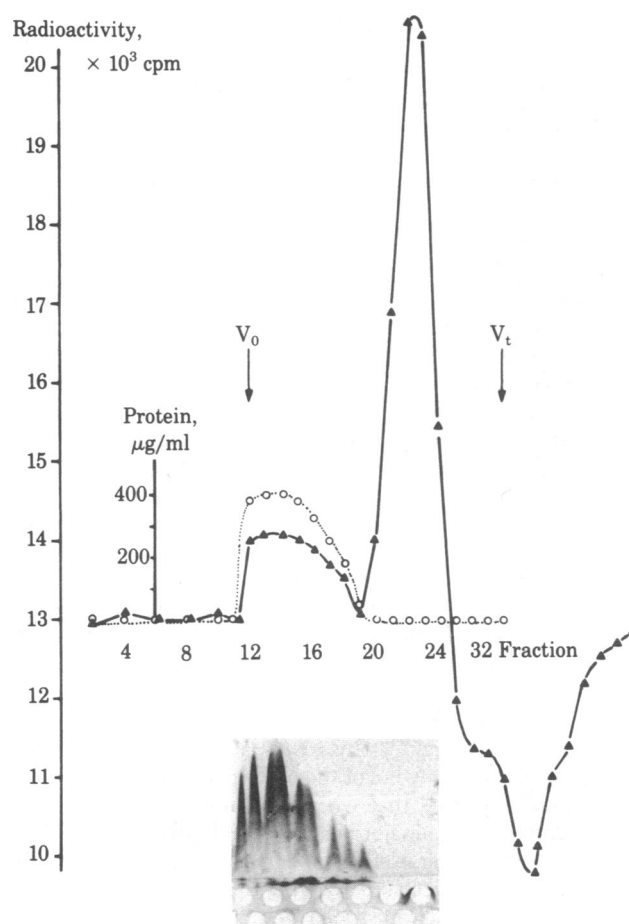 Radioactivity,
× 10³ cpm
20
19
18
17
V₀
Vₜ
16
Protein,
μg/ml
15
400
14
200
13
4 8 12 16 20 24 32 Fraction
12
11
10